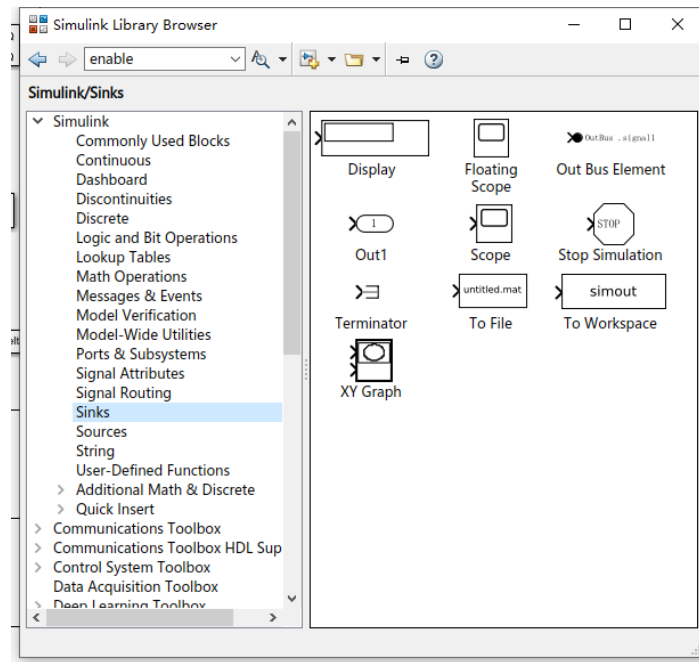 Simulink Library Browser
enable
Simulink/Sinks
Simulink
Commonly Used Blocks
Continuous
Dashboard
Discontinuities
Discrete
Logic and Bit Operations
Lookup Tables
Math Operations
Messages & Events
Model Verification
Model-Wide Utilities
Ports & Subsystems
Signal Attributes
Signal Routing
Sinks
Sources
String
User-Defined Functions
Additional Math & Discrete
Quick Insert
Communications Toolbox
Communications Toolbox HDL Sup
Control System Toolbox
Data Acquisition Toolbox
Deep Learning Toolbox
Display
Floating
Scope
OutBus . signal1
Out Bus Element
1
Out1
Scope
STOP
Stop Simulation
Terminator
untitled.mat
To File
simout
To Workspace
XY Graph